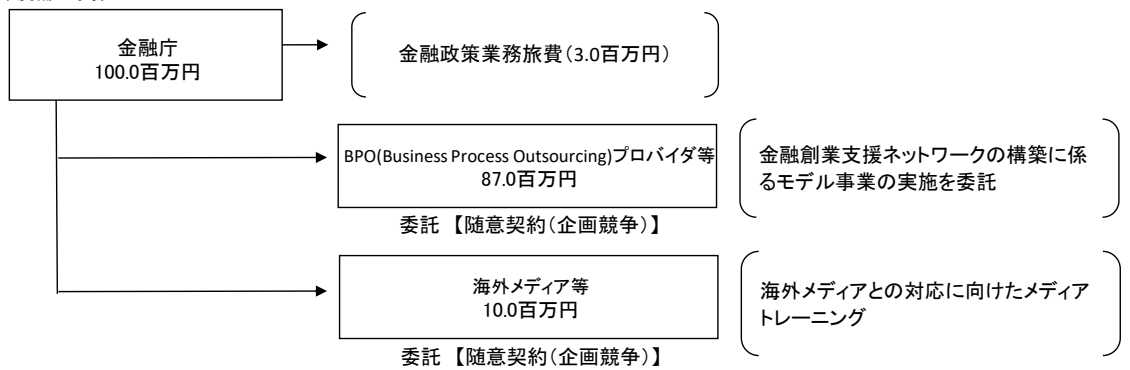 金融庁
100.0百万円
金融政策業務旅費(3.0百万円)
BPO(Business Process Outsourcing)プロバイダ等
87.0百万円
委託 【随意契約(企画競争)】
金融創業支援ネットワークの構築に係
るモデル事業の実施を委託
海外メディア等
10.0百万円
委託 【随意契約(企画競争)】
海外メディアとの対応に向けたメディア
トレーニング